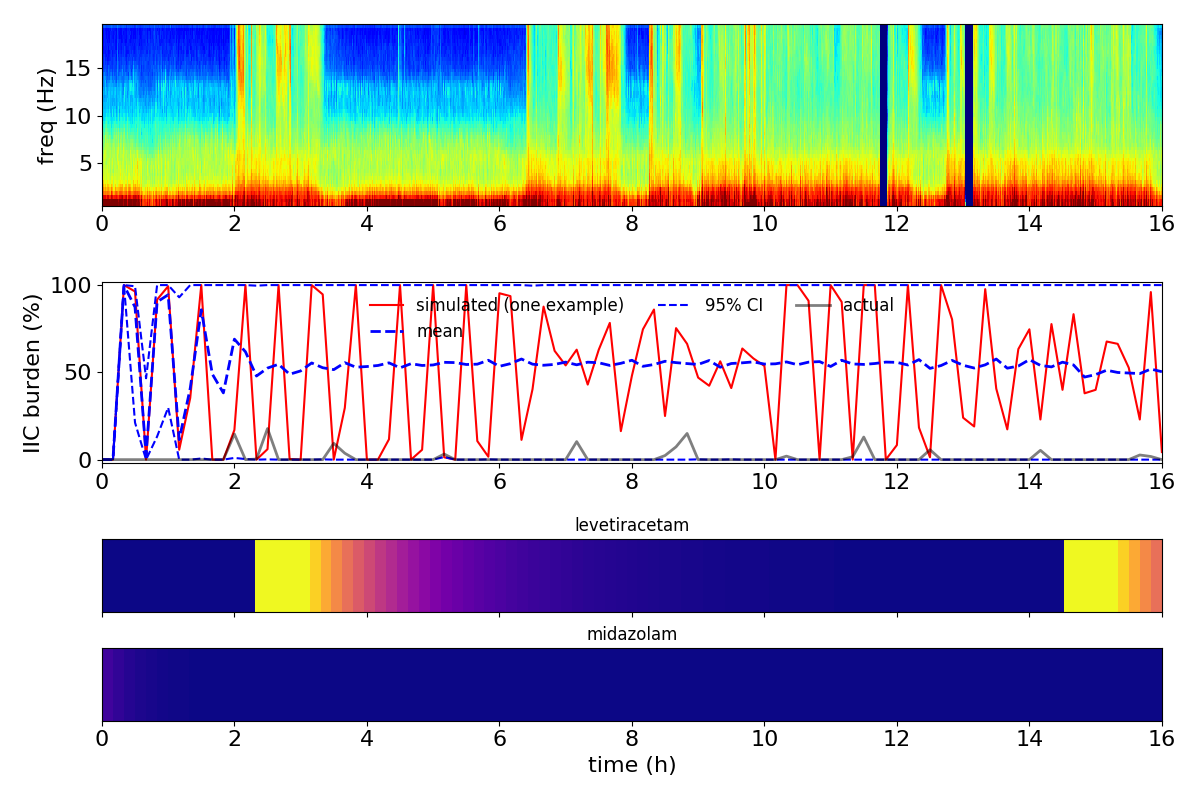 freq (Hz)
15
10
5
0 2 4 6 8 10 12 14 16
IIC burden (%)
100
50
0
simulated (one example) 95% CI actual
mean
0 2 4 6 8 10 12 14 16
levetiracetam
midazolam
0 2 4 6 8 10 12 14 16
time (h)